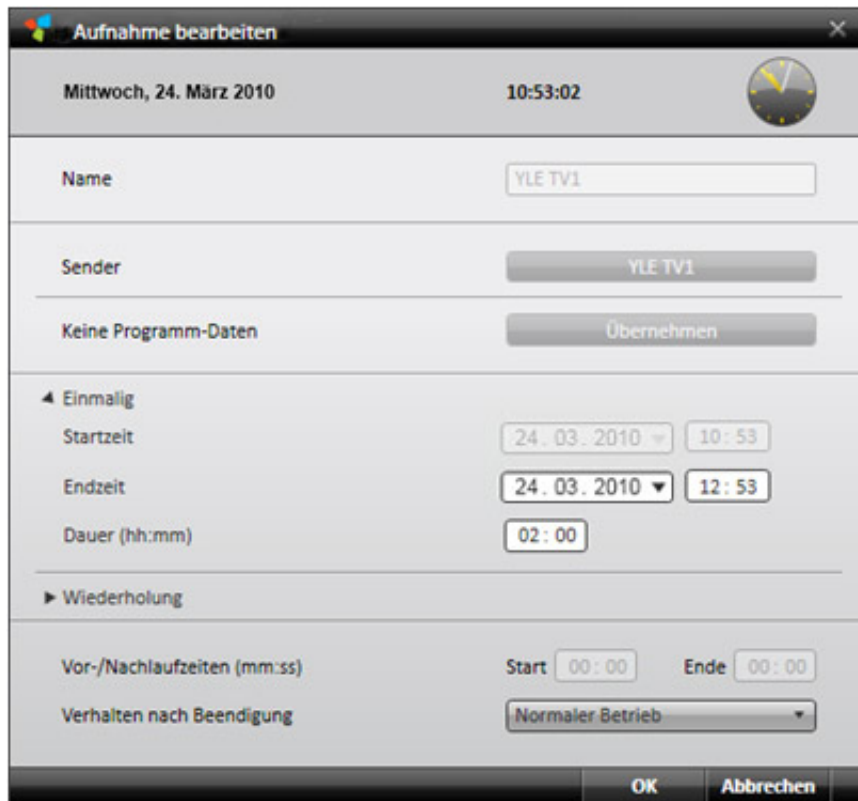 Aufnahme bearbeiten
Mittwoch, 24. März 2010 10:53:02
Name YLE TV1
Sender YLE TV1
Keine Programm-Daten Übernehmen
Einmalig
Startzeit 24. 03. 2010 10:53
Endzeit 24. 03. 2010 12:53
Dauer (hh:mm) 02:00
Wiederholung
Vor-/Nachlaufzeiten (mm:ss) Start 00:00 Ende 00:00
Verhalten nach Beendigung Normaler Betrieb
OK Abbrechen